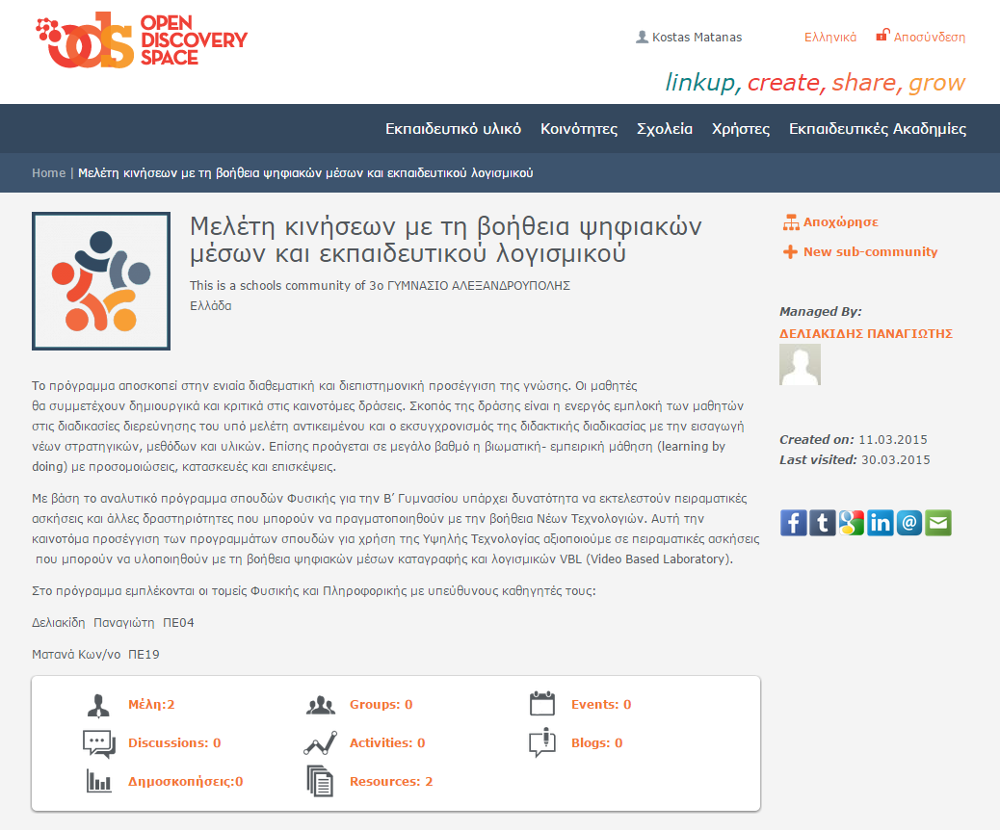 ods OPEN DISCOVERY SPACE
Kostas Matanas Ελληνικά Αποσύνδεση
linkup, create, share, grow
Εκπαιδευτικό υλικό Κοινότητες Σχολεία Χρήστες Εκπαιδευτικές Ακαδημίες
Home | Μελέτη κινήσεων με τη βοήθεια ψηφιακών μέσων και εκπαιδευτικού λογισμικού
Μελέτη κινήσεων με τη βοήθεια ψηφιακών
μέσων και εκπαιδευτικού λογισμικού
This is a schools community of 3ο ΓΥΜΝΑΣΙΟ ΑΛΕΞΑΝΔΡΟΥΠΟΛΗΣ
Ελλάδα
Αποχώρησε
New sub-community
Managed By:
ΔΕΛΙΑΚΙΔΗΣ ΠΑΝΑΓΙΩΤΗΣ
Created on: 11.03.2015
Last visited: 30.03.2015
Το πρόγραμμα αποσκοπεί στην ενιαία διαθεματική και διεπιστημονική προσέγγιση της γνώσης. Οι μαθητές
θα συμμετέχουν δημιουργικά και κριτικά στις καινοτόμες δράσεις. Σκοπός της δράσης είναι η ενεργός εμπλοκή των μαθητών
στις διαδικασίες διερεύνησης του υπό μελέτη αντικειμένου και ο εκσυγχρονισμός της διδακτικής διαδικασίας με την εισαγωγή
νέων στρατηγικών, μεθόδων και υλικών. Επίσης προάγεται σε μεγάλο βαθμό η βιωματική- εμπειρική μάθηση (learning by
doing) με προσομοιώσεις, κατασκευές και επισκέψεις.
Με βάση το αναλυτικό πρόγραμμα σπουδών Φυσικής για την Β΄ Γυμνασίου υπάρχει δυνατότητα να εκτελεστούν πειραματικές
ασκήσεις και άλλες δραστηριότητες που μπορούν να πραγματοποιηθούν με την βοήθεια Νέων Τεχνολογιών. Αυτή την
καινοτόμα προσέγγιση των προγραμμάτων σπουδών για χρήση της Υψηλής Τεχνολογίας αξιοποιούμε σε πειραματικές ασκήσεις
που μπορούν να υλοποιηθούν με τη βοήθεια ψηφιακών μέσων καταγραφής και λογισμικών VBL (Video Based Laboratory).
Στο πρόγραμμα εμπλέκονται οι τομείς Φυσικής και Πληροφορικής με υπεύθυνους καθηγητές τους:
Δελιακίδη Παναγιώτη ΠΕ04
Ματανά Κων/νο ΠΕ19
Μέλη:2 Groups: 0 Events: 0
Discussions: 0 Activities: 0 Blogs: 0
Δημοσκοπήσεις:0 Resources: 2